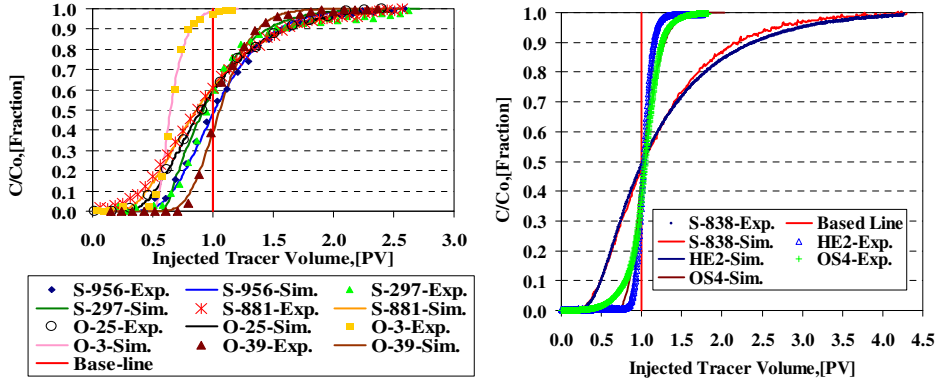 C/Co,[Fraction]
1.0
0.9
0.8
0.7
0.6
0.5
0.4
0.3
0.2
0.1
0.0
0.0 0.5 1.0 1.5 2.0 2.5 3.0
Injected Tracer Volume,[PV]
S-956-Exp. S-956-Sim. S-297-Exp.
S-297-Sim. S-881-Exp. S-881-Sim.
O-25-Exp. O-25-Sim. O-3-Exp.
O-3-Sim. O-39-Exp. O-39-Sim.
Base-line
C/Co,[Fraction]
1.0
0.9
0.8
0.7
0.6
0.5
0.4
0.3
0.2
0.1
0.0
S-838-Exp. Based Line
S-838-Sim. HE2-Exp.
HE2-Sim. OS4-Exp.
OS4-Sim.
0.0 0.5 1.0 1.5 2.0 2.5 3.0 3.5 4.0 4.5
Injected Tracer Volume,[PV]